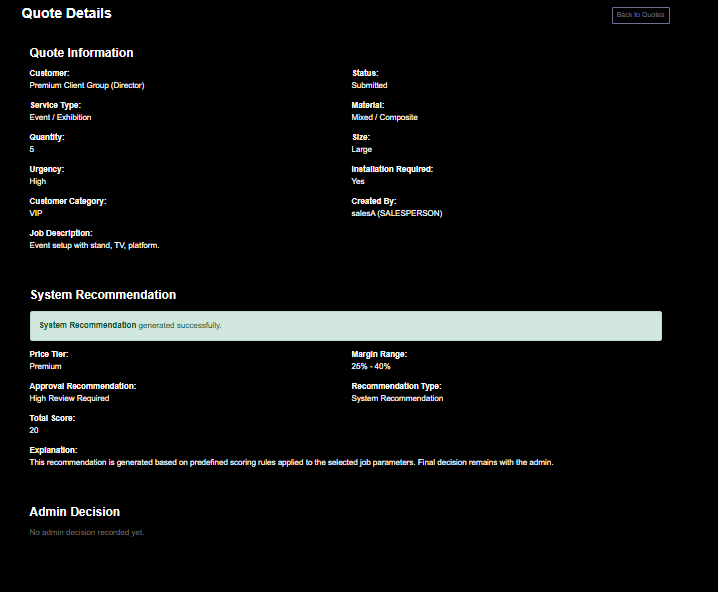 Quote Details
Back to Quotes
Quote Information
Customer:
Premium Client Group (Director)
Status:
Submitted
Service Type:
Event / Exhibition
Material:
Mixed / Composite
Quantity:
5
Size:
Large
Urgency:
High
Installation Required:
Yes
Customer Category:
VIP
Created By:
salesA (SALESPERSON)
Job Description:
Event setup with stand, TV, platform.
System Recommendation
System Recommendation generated successfully.
Price Tier:
Premium
Margin Range:
25% - 40%
Approval Recommendation:
High Review Required
Recommendation Type:
System Recommendation
Total Score:
20
Explanation:
This recommendation is generated based on predefined scoring rules applied to the selected job parameters. Final decision remains with the admin.
Admin Decision
No admin decision recorded yet.